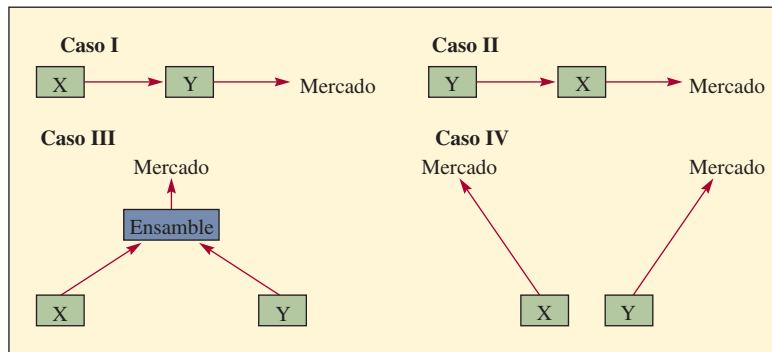 Caso I
X
Y
Mercado
Caso II
Y
X
Mercado
Caso III
Mercado
Ensamble
X
Y
Caso IV
Mercado
Mercado
X
Y